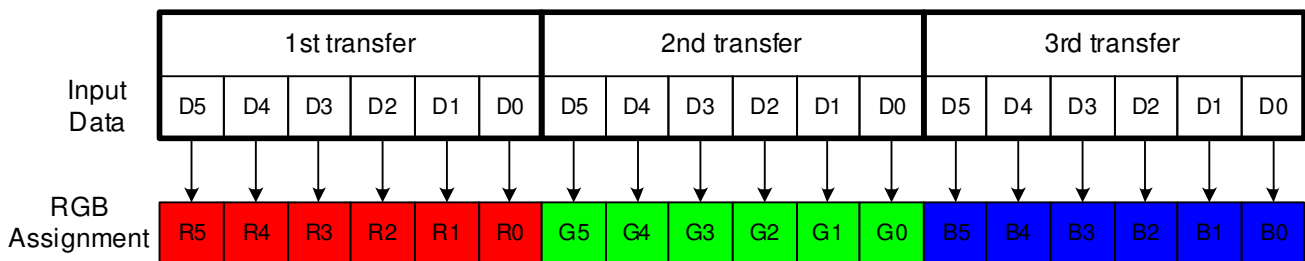 1st transfer 2nd transfer 3rd transfer
Input Data D5 D4 D3 D2 D1 D0 D5 D4 D3 D2 D1 D0 D5 D4 D3 D2 D1 D0
RGB Assignment R5 R4 R3 R2 R1 R0 G5 G4 G3 G2 G1 G0 B5 B4 B3 B2 B1 B0